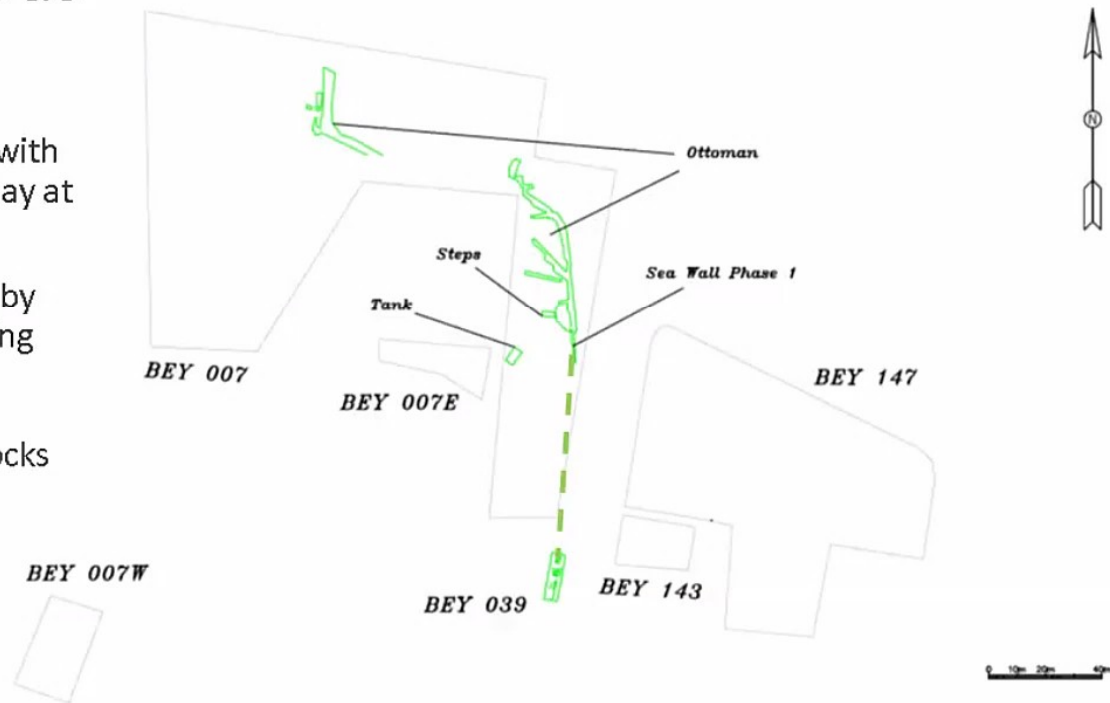 with
ay at
by
ng
ocks
Ottoman
Steps
Sea Wall Phase 1
Tank
BEY 007
BEY 007E
BEY 147
BEY 007W
BEY 039
BEY 143
N
0 10m 20m 40m